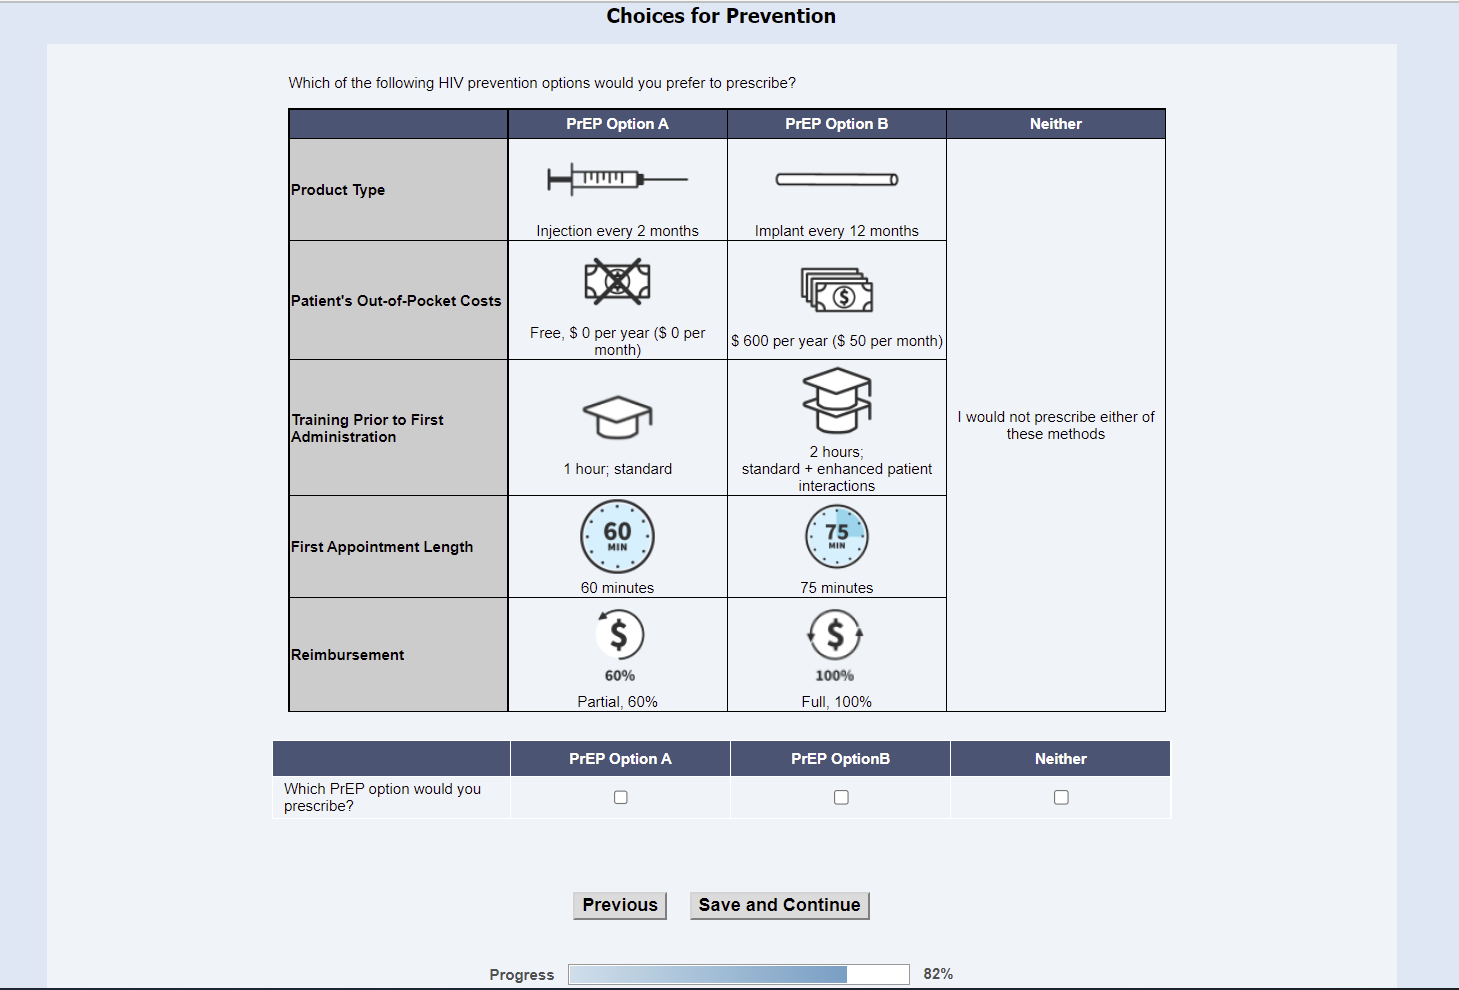 Choices for Prevention
Which of the following HIV prevention options would you prefer to prescribe?
PrEP Option A
PrEP Option B
Neither
Product Type
Injection every 2 months
Implant every 12 months
I would not prescribe either of
these methods
Patient's Out-of-Pocket Costs
$
Free, $ 0 per year ($ 0 per
month)
$ 600 per year ($ 50 per month)
Training Prior to First
Administration
1 hour; standard
2 hours;
standard + enhanced patient
interactions
First Appointment Length
60
MIN
60 minutes
75
MIN
75 minutes
Reimbursement
$
60%
Partial, 60%
$
100%
Full, 100%
PrEP Option A
PrEP OptionB
Neither
Which PrEP option would you
prescribe?
Previous
Save and Continue
Progress
82%